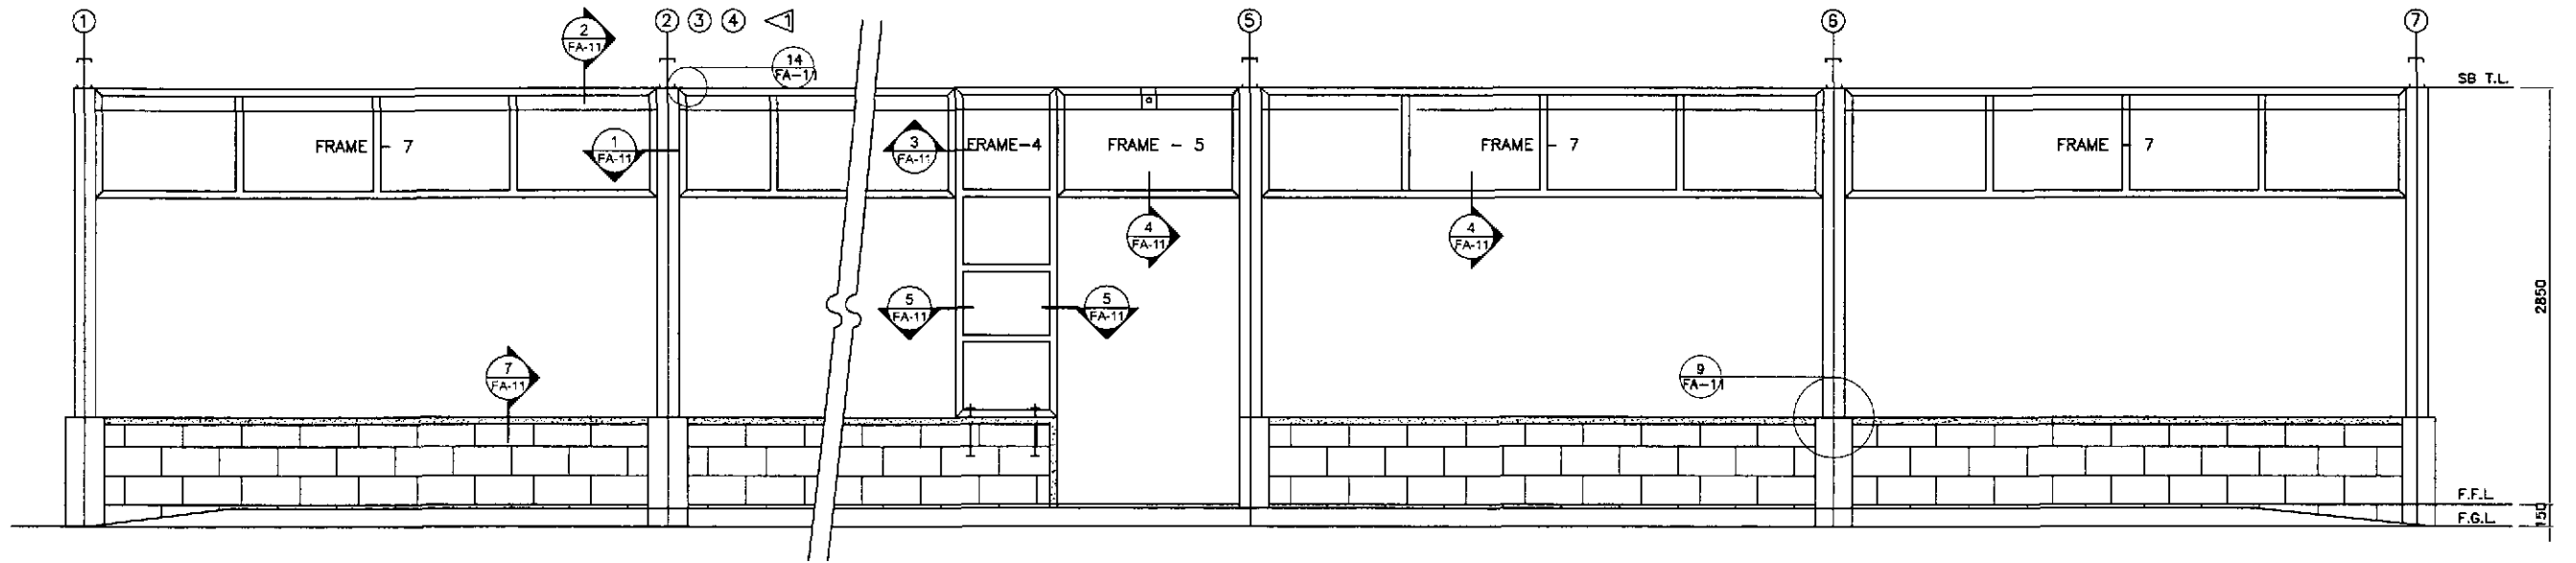 1
2
3
4
1
5
6
7
2
FA-11
14
FA-11
SB T.L.
FRAME - 7
1
FA-11
3
FA-11
FRAME-4
FRAME - 5
FRAME - 7
FRAME - 7
4
FA-11
4
FA-11
5
FA-11
5
FA-11
2850
7
FA-11
9
FA-11
F.F.L
F.G.L
150